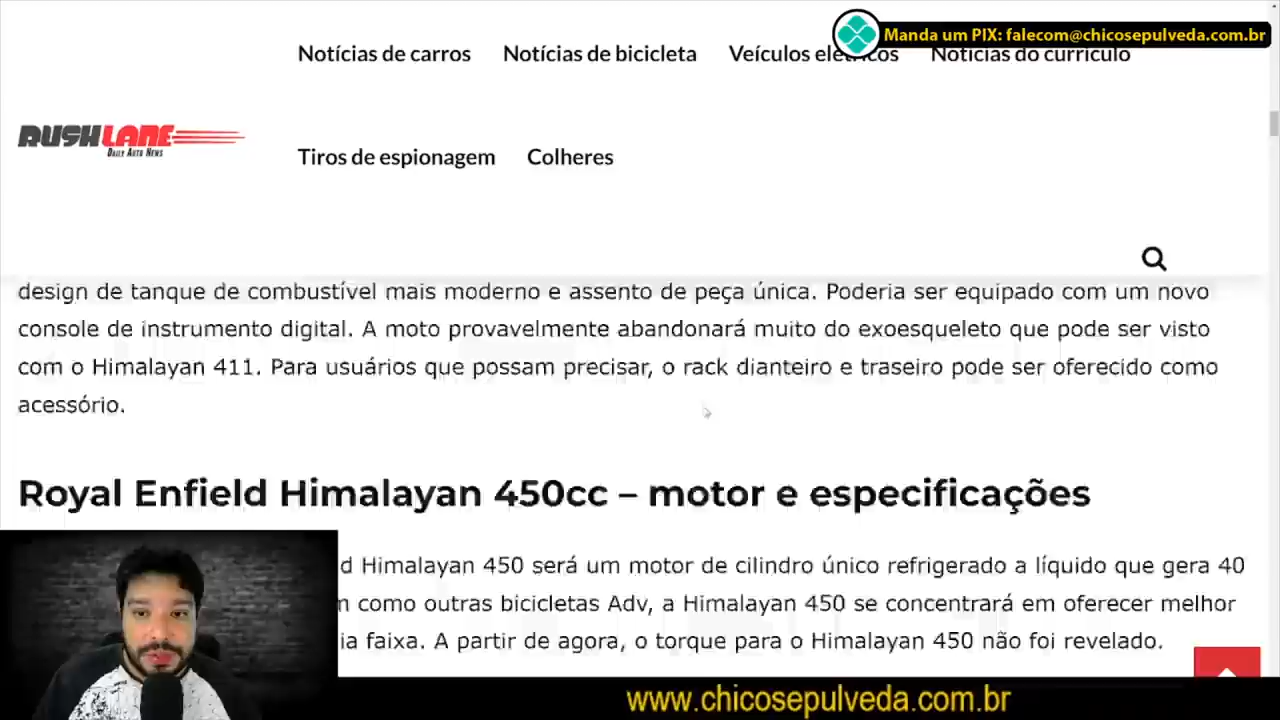 Manda um PIX: falecom@chicosepulveda.com.br
Notícias de carros Notícias de bicicleta Veículos elétricos Notícias do currículo
RUSHLANE
DAILY AUTO NEWS
Tiros de espionagem Colheres
design de tanque de combustível mais moderno e assento de peça única. Poderia ser equipado com um novo
console de instrumento digital. A moto provavelmente abandonará muito do exoesqueleto que pode ser visto
com o Himalayan 411. Para usuários que possam precisar, o rack dianteiro e traseiro pode ser oferecido como
acessório.
Royal Enfield Himalayan 450cc – motor e especificações
d Himalayan 450 será um motor de cilindro único refrigerado a líquido que gera 40
como outras bicicletas Adv, a Himalayan 450 se concentrará em oferecer melhor
ia faixa. A partir de agora, o torque para o Himalayan 450 não foi revelado.
www.chicosepulveda.com.br